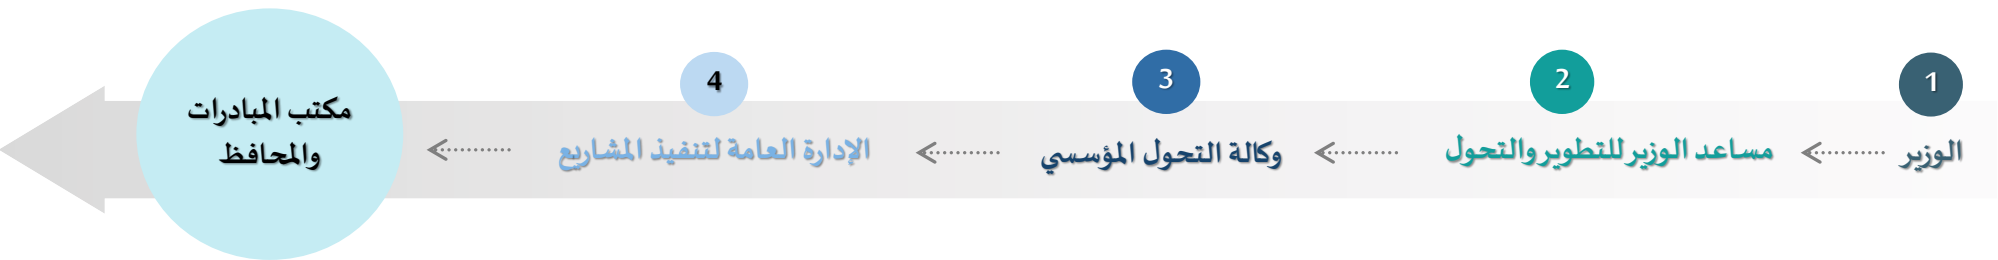 1
الوزير
2
مساعد الوزير للتطوير والتحول
3
وكالة التحول المؤسسي
4
الإدارة العامة لتنفيذ المشاريع
مكتب المبادرات
والمحافظ